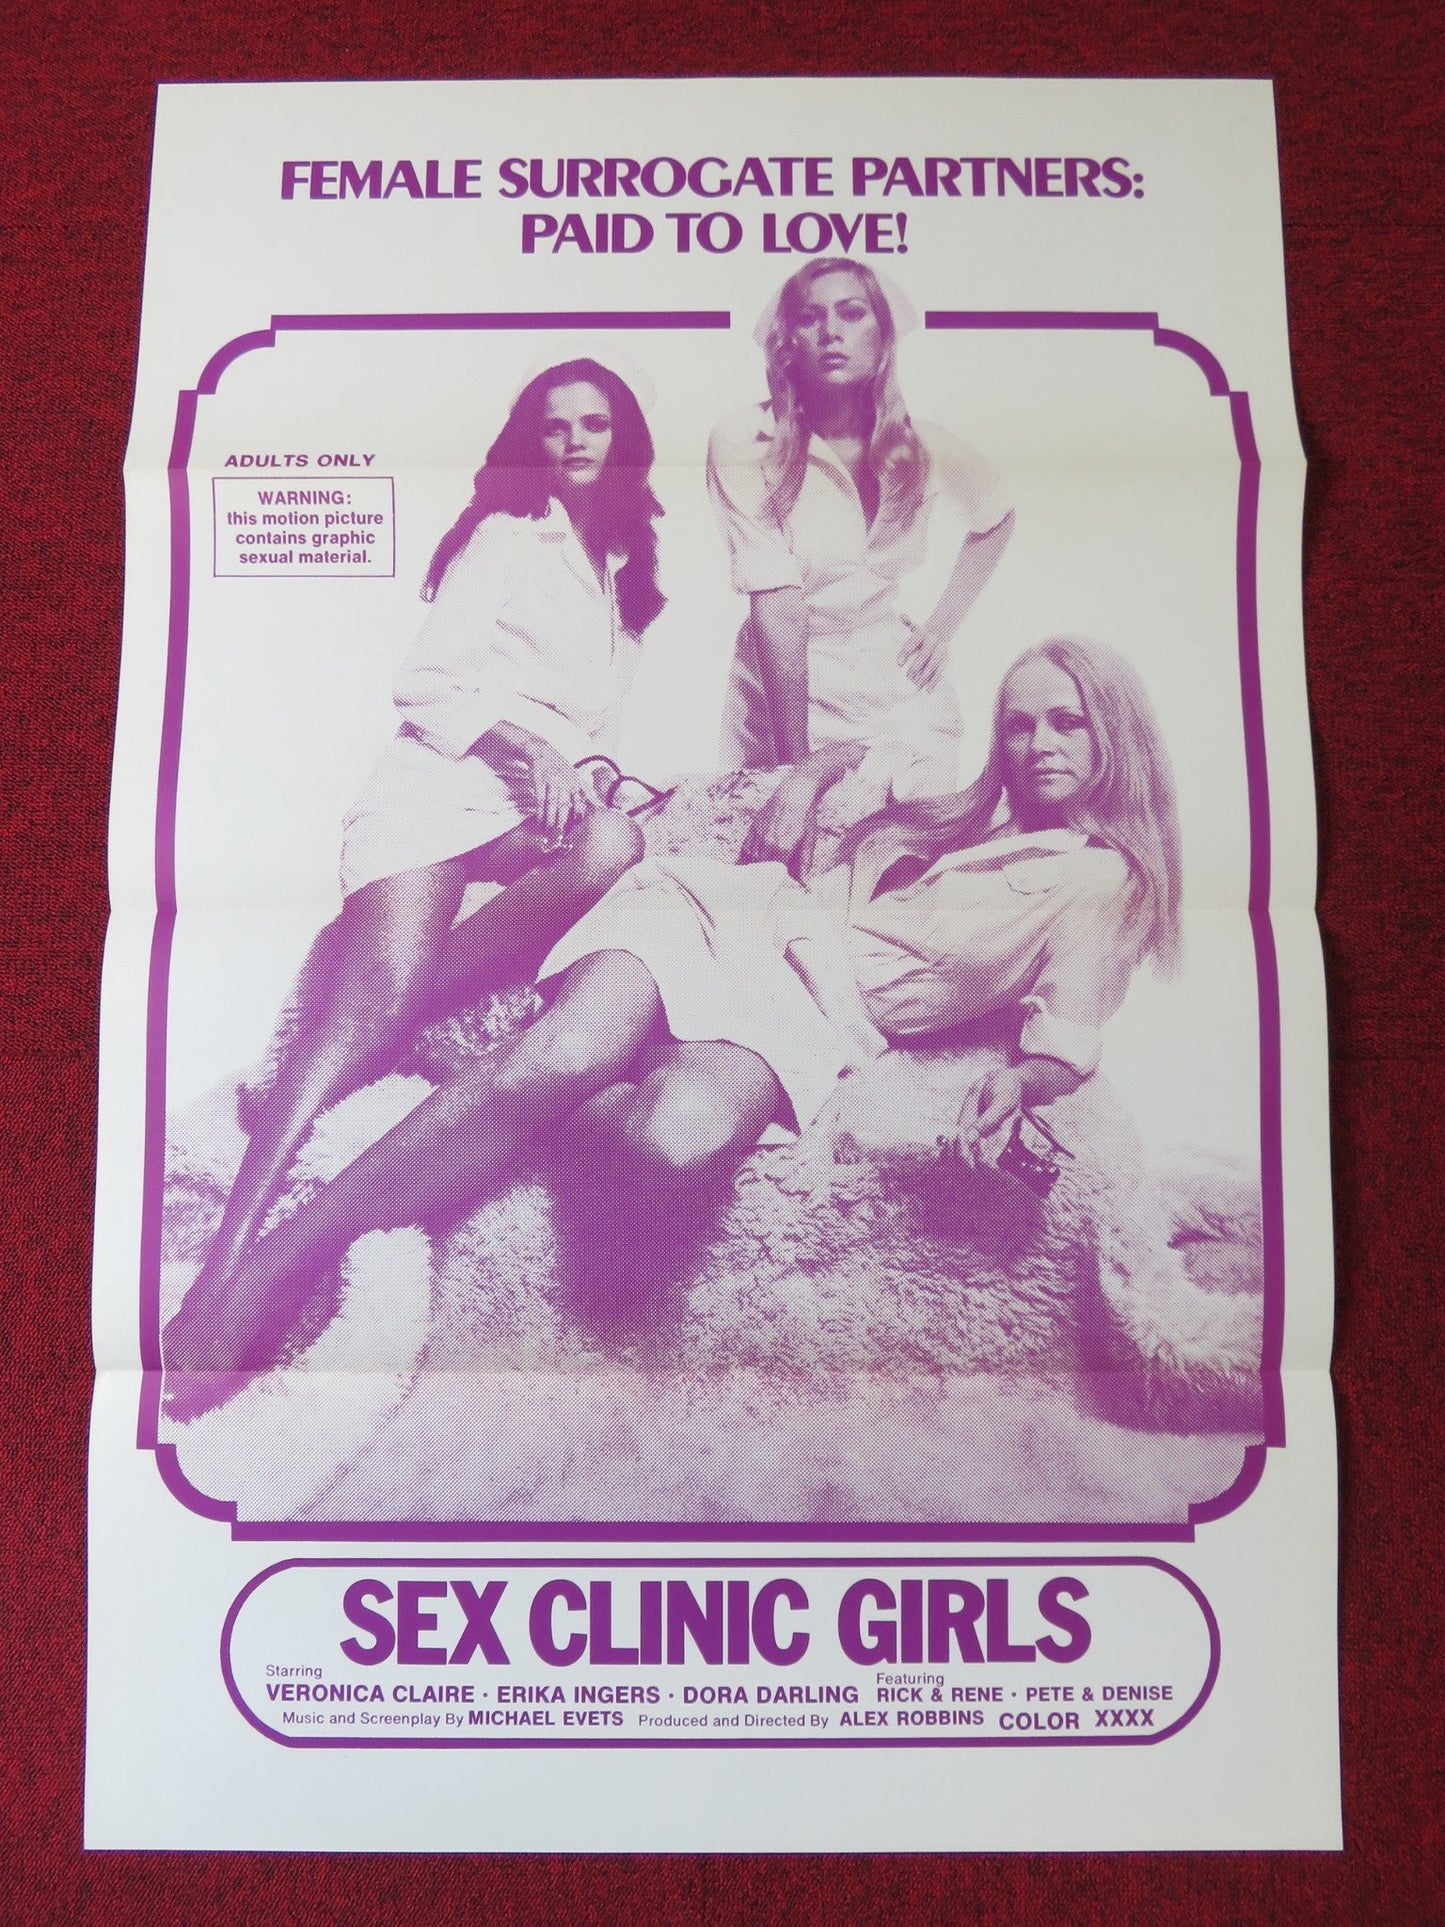 FEMALE SURROGATE PARTNERS:
PAID TO LOVE!
ADULTS ONLY
WARNING:
this motion picture
contains graphic
sexual material.
SEX CLINIC GIRLS
Starring
VERONICA CLAIRE · ERIKA INGERS · DORA DARLING
Featuring
RICK & RENE · PETE & DENISE
Music and Screenplay By MICHAEL EVETS Produced and Directed By ALEX ROBBINS COLOR XXXX